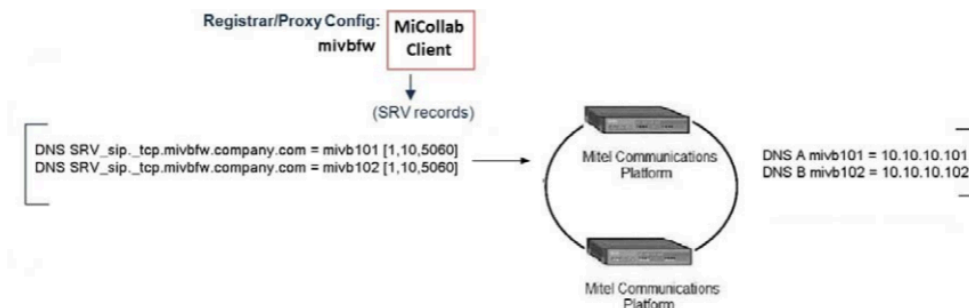 Registrar/Proxy Config:
mivbfw
MiCollab
Client
(SRV records)
DNS SRV_sip._tcp.mivbfw.company.com = mivb101 [1,10,5060]
DNS SRV_sip._tcp.mivbfw.company.com = mivb102 [1,10,5060]
Mitel Communications
Platform
DNS A mivb101 = 10.10.10.101
DNS B mivb102 = 10.10.10.102
Mitel Communications
Platform